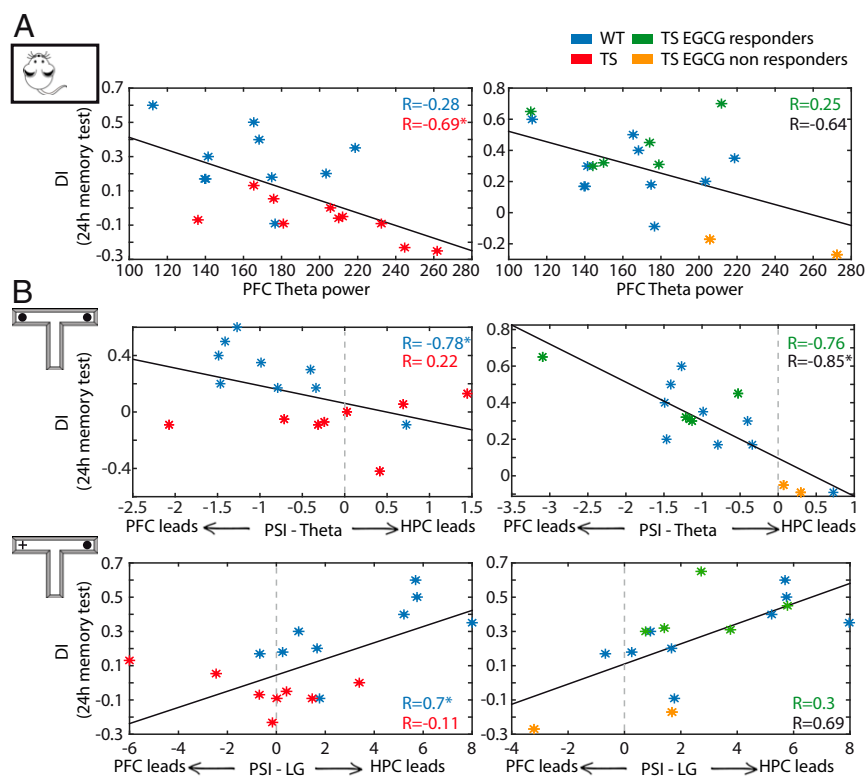 A
WT
TS EGCG responders
TS
TS EGCG non responders
DI
(24h memory test)
0.7
0.5
0.3
0.1
-0.1
-0.3
R=-0.28
R=-0.69*
100 120 140 160 180 200 220 240 260 280
PFC Theta power
0.8
0.6
0.4
0.2
0
-0.2
R=0.25
R=-0.64
100 120 140 160 180 200 220 240 260 280
PFC Theta power
B
DI
(24h memory test)
0.4
0
-0.4
R= -0.78*
R= 0.22
-2.5 -2 -1.5 -1 -0.5 0 0.5 1 1.5
PFC leads PSI - Theta HPC leads
0.8
0.6
0.4
0.2
0
R=-0.76
R=-0.85*
-3.5 -3 -2.5 -2 -1.5 -1 -0.5 0 0.5 1
PFC leads PSI - Theta HPC leads
DI
(24h memory test)
0.7
0.5
0.3
0.1
-0.1
-0.3
R=0.7*
R=-0.11
-6 -4 -2 0 2 4 6 8
PFC leads PSI - LG HPC leads
0.7
0.5
0.3
0.1
-0.1
-0.3
R=0.3
R=0.69
-4 -2 0 2 4 6 8
PFC leads PSI - LG HPC leads